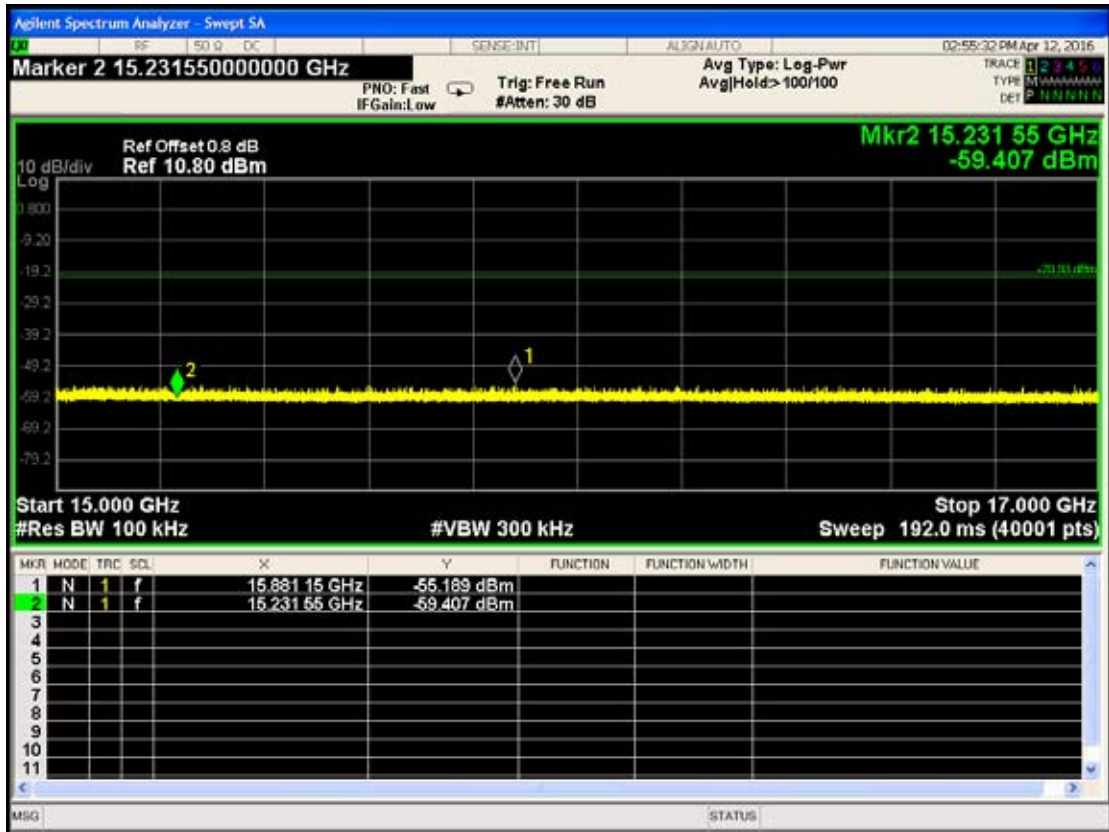 Agilent Spectrum Analyzer - Swept SA
RF 50 Ω DC SENSE:INT ALIGN AUTO 02:55:32 PM Apr 12, 2016
Marker 2 15.231550000000 GHz
PNO: Fast
IFGain:Low
Trig: Free Run
#Atten: 30 dB
Avg Type: Log-Pwr
Avg|Hold:>100/100
TRACE 1 2 3 4 5 6
TYPE M
DET P N N N N N
Mkr2 15.231 55 GHz
-59.407 dBm
Ref Offset 0.8 dB
10 dB/div Ref 10.80 dBm
Log
0.800
-9.20
-19.2
-29.2
-39.2
-49.2
-59.2
-69.2
-79.2
2
1
Start 15.000 GHz
Stop 17.000 GHz
#Res BW 100 kHz #VBW 300 kHz Sweep 192.0 ms (40001 pts)
MKR MODE TRC SCL X Y FUNCTION FUNCTION WIDTH FUNCTION VALUE
1 N 1 f 15.881 15 GHz -55.189 dBm
2 N 1 f 15.231 55 GHz -59.407 dBm
3
4
5
6
7
8
9
10
11
MSG STATUS